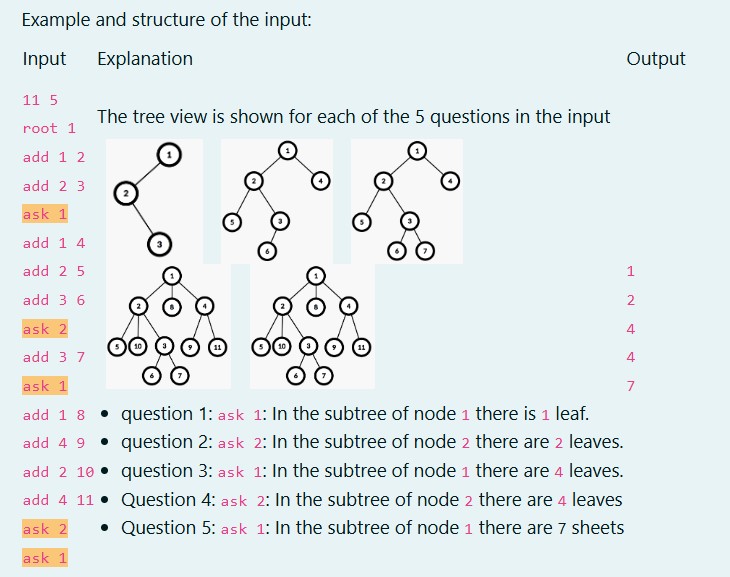 Example and structure of the input:
Input Explanation Output
11 5
The tree view is shown for each of the 5 questions in the input
root 1
add 1 2
add 2 3
ask 1
add 1 4
add 2 5
add 3 6
ask 2
add 3 7
ask 1
add 1 8
add 4 9
add 2 10
add 4 11
ask 2
ask 1
1
2 4
5 3
6
1
2 4
5 3
6 7
1
2
3
1
2 8 4
5 10 3 9 11
6 7
1
2 8 4
5 10 3 9 11
6 7
1
2
4
4
7
• question 1: ask 1: In the subtree of node 1 there is 1 leaf.
• question 2: ask 2: In the subtree of node 2 there are 2 leaves.
• question 3: ask 1: In the subtree of node 1 there are 4 leaves.
• Question 4: ask 2: In the subtree of node 2 there are 4 leaves
• Question 5: ask 1: In the subtree of node 1 there are 7 sheets